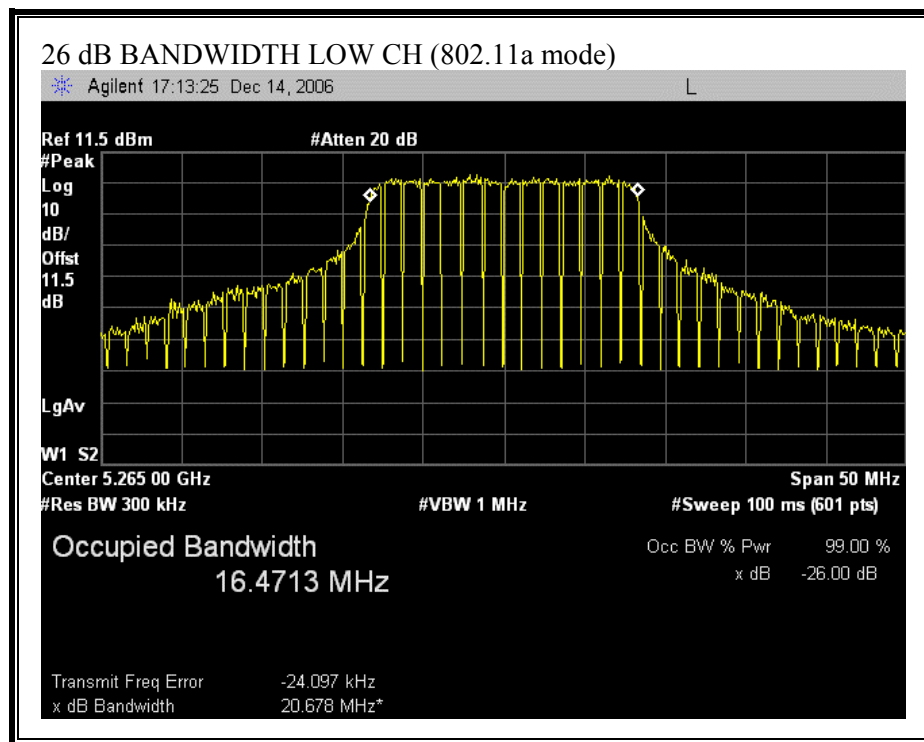 26 dB BANDWIDTH LOW CH (802.11a mode)
Agilent 17:13:25 Dec 14, 2006 L
Ref 11.5 dBm #Atten 20 dB
#Peak
Log
10
dB/
Offst
11.5
dB
LgAv
W1 S2
Center 5.265 00 GHz Span 50 MHz
#Res BW 300 kHz #VBW 1 MHz #Sweep 100 ms (601 pts)
Occupied Bandwidth Occ BW % Pwr 99.00 %
16.4713 MHz x dB -26.00 dB
Transmit Freq Error -24.097 kHz
x dB Bandwidth 20.678 MHz*